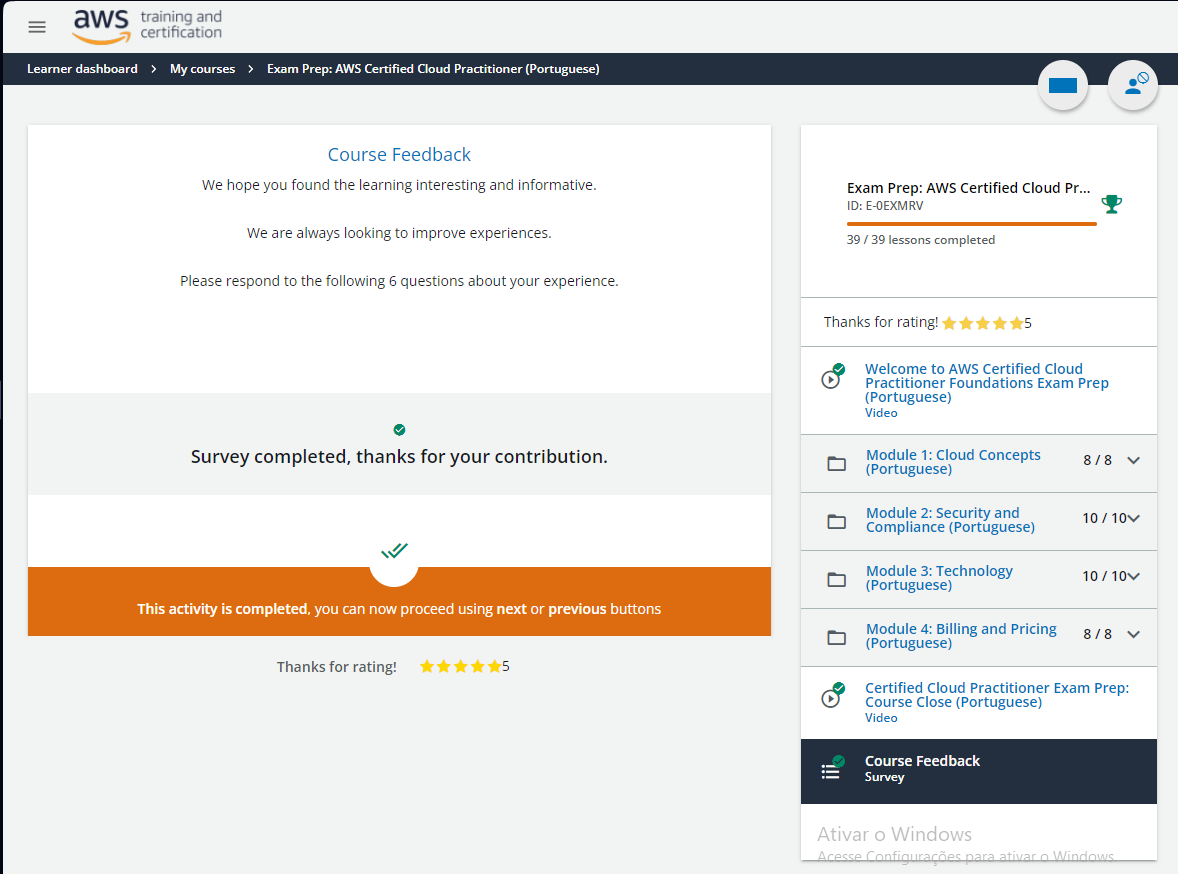 aws training and
certification
Learner dashboard > My courses > Exam Prep: AWS Certified Cloud Practitioner (Portuguese)
Course Feedback
We hope you found the learning interesting and informative.
We are always looking to improve experiences.
Please respond to the following 6 questions about your experience.
Survey completed, thanks for your contribution.
This activity is completed, you can now proceed using next or previous buttons
Thanks for rating! 5
Exam Prep: AWS Certified Cloud Pr...
ID: E-0EXMRV
39 / 39 lessons completed
Thanks for rating! 5
Welcome to AWS Certified Cloud
Practitioner Foundations Exam Prep
(Portuguese)
Video
Module 1: Cloud Concepts
(Portuguese)
8 / 8
Module 2: Security and
Compliance (Portuguese)
10 / 10
Module 3: Technology
(Portuguese)
10 / 10
Module 4: Billing and Pricing
(Portuguese)
8 / 8
Certified Cloud Practitioner Exam Prep:
Course Close (Portuguese)
Video
Course Feedback
Survey
Ativar o Windows
Acesse Configurações para ativar o Windows.